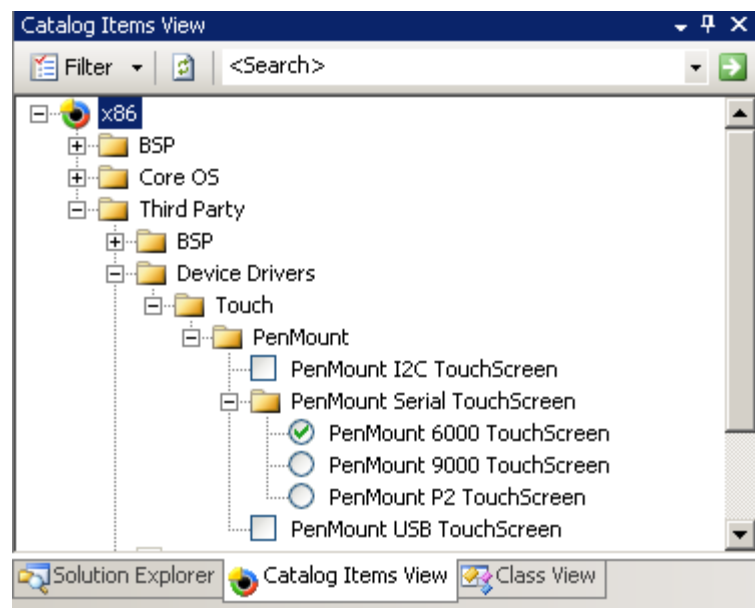 Catalog Items View
Filter <Search>
x86
BSP
Core OS
Third Party
BSP
Device Drivers
Touch
PenMount
PenMount I2C TouchScreen
PenMount Serial TouchScreen
PenMount 6000 TouchScreen
PenMount 9000 TouchScreen
PenMount P2 TouchScreen
PenMount USB TouchScreen
Solution Explorer Catalog Items View Class View